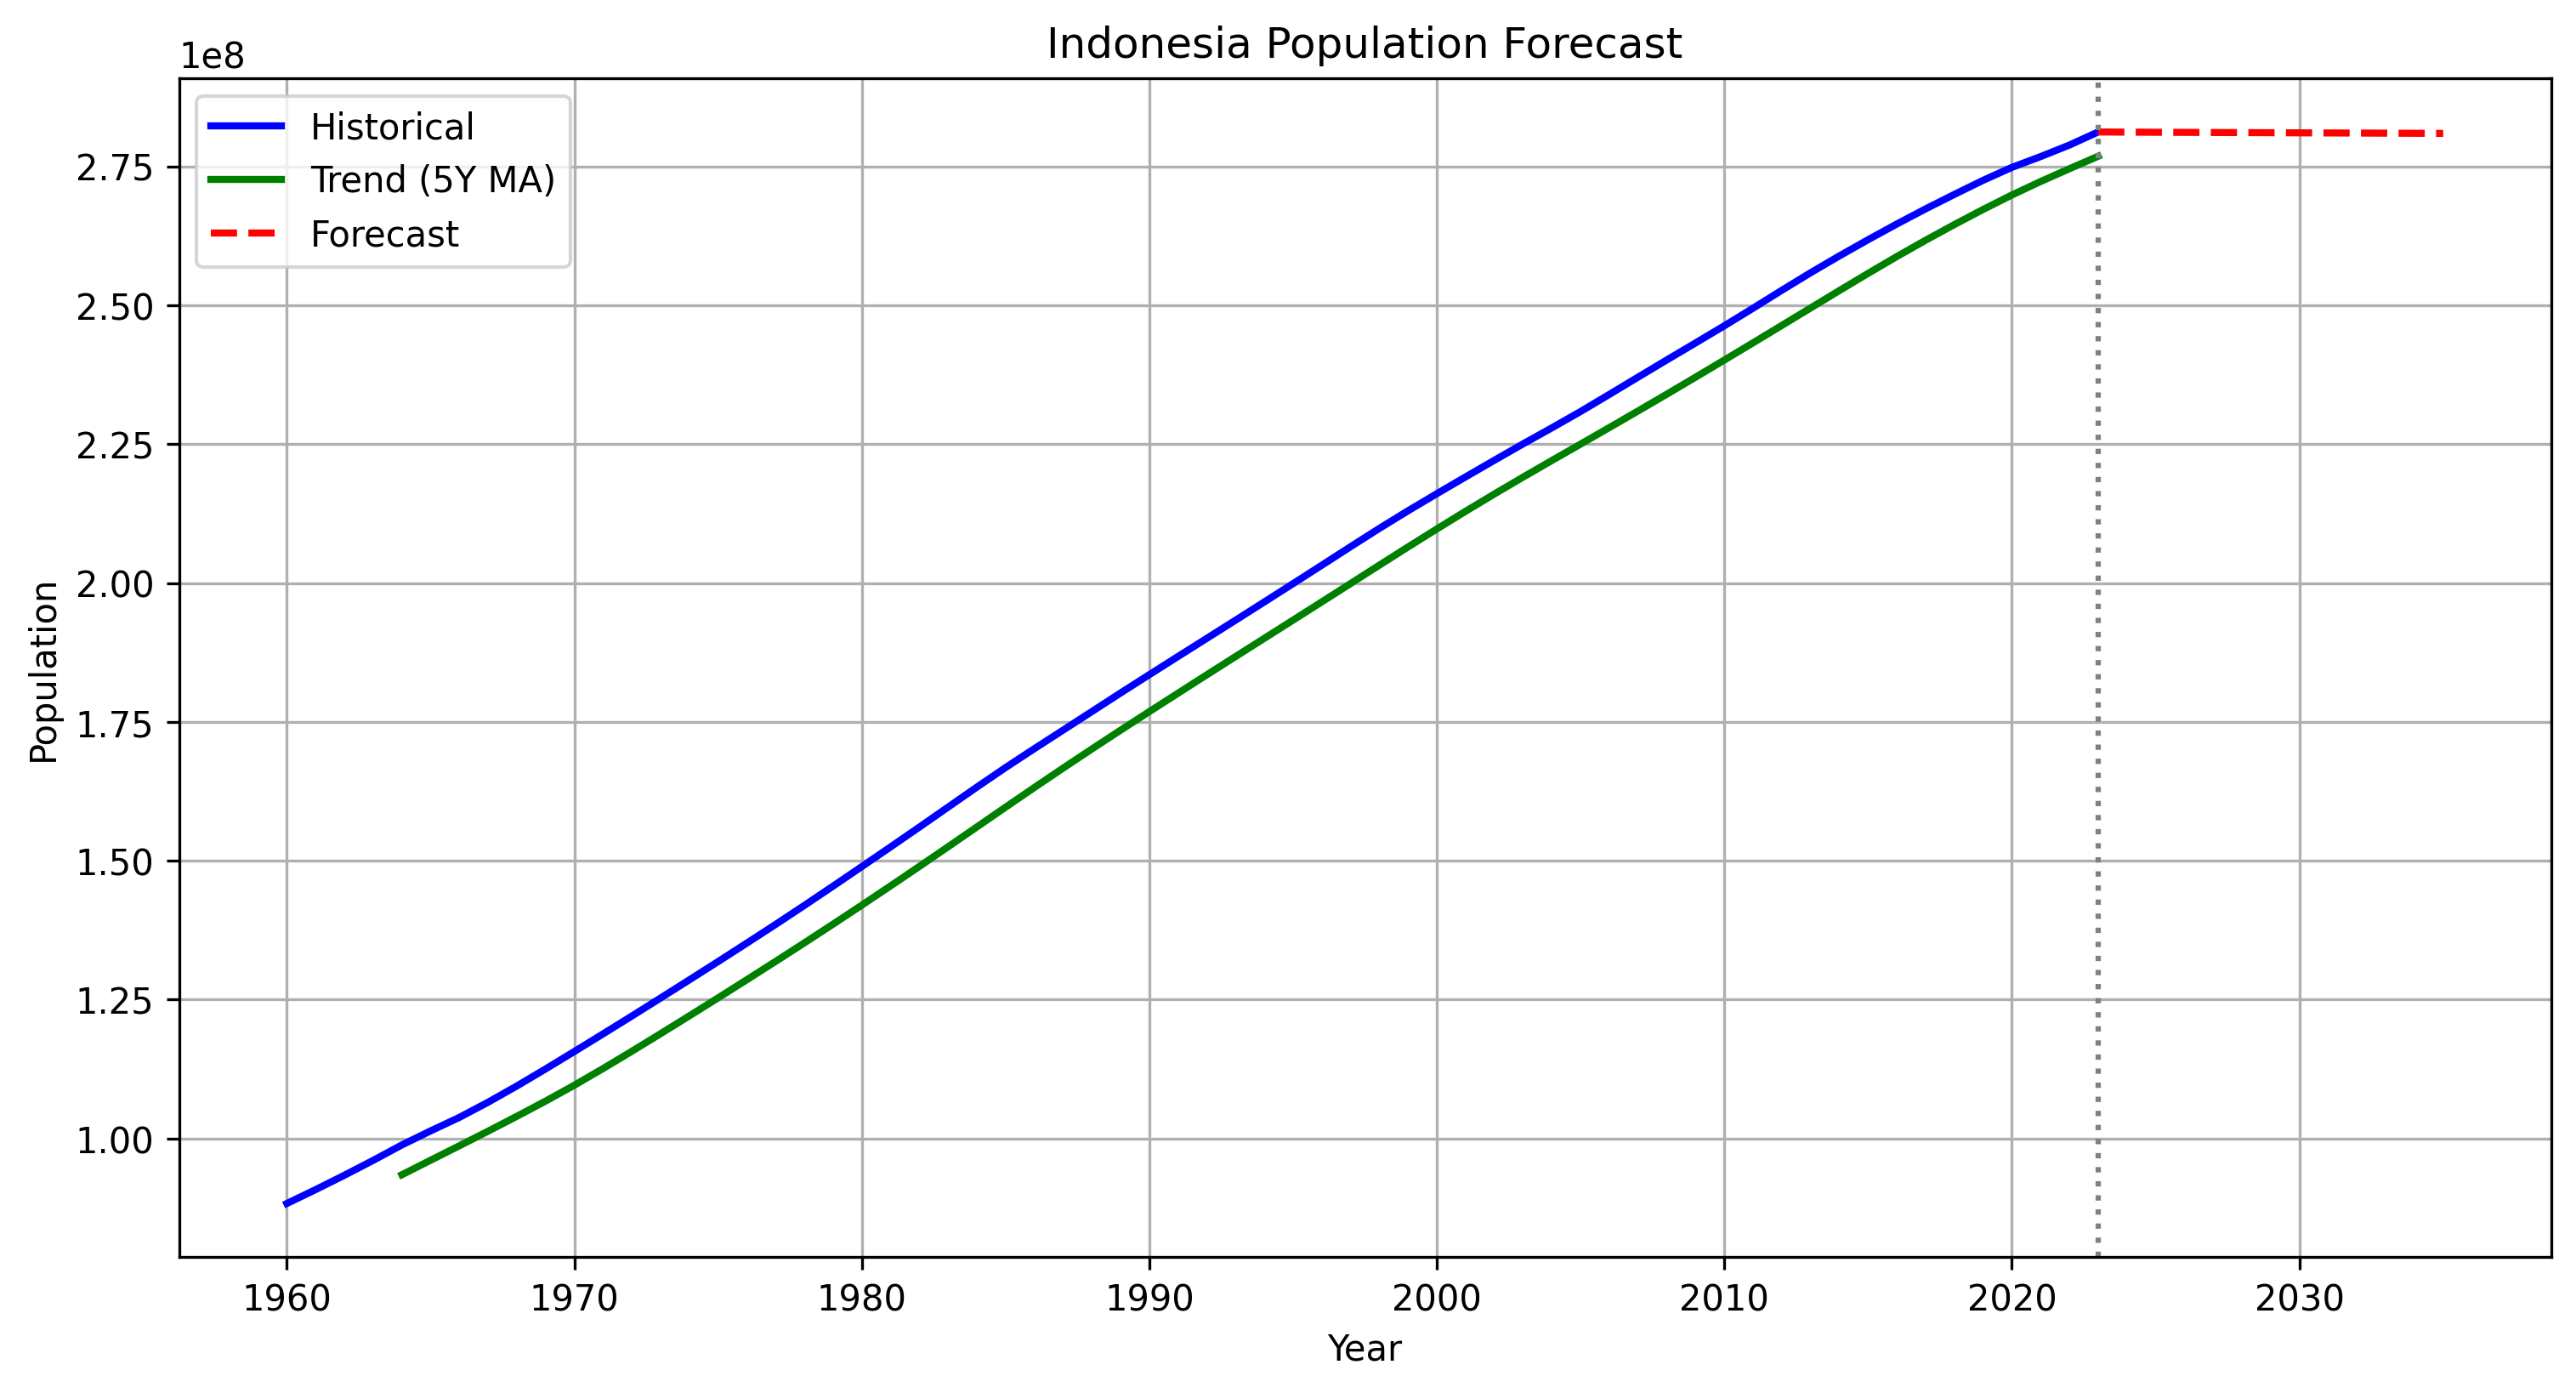 Indonesia Population Forecast
1e8
Historical
Trend (5Y MA)
Forecast
2.75
2.50
2.25
2.00
1.75
1.50
1.25
1.00
Population
1960 1970 1980 1990 2000 2010 2020 2030
Year